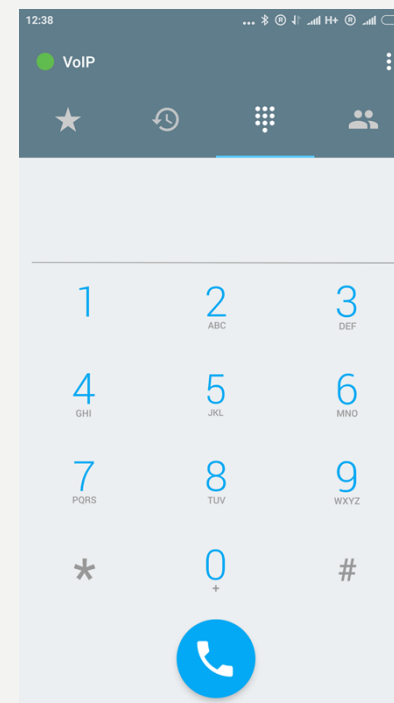 12:38 ... ® H+ ®
VoIP
1 2 3
ABC DEF
4 5 6
GHI JKL MNO
7 8 9
PQRS TUV WXYZ
* 0 #
+